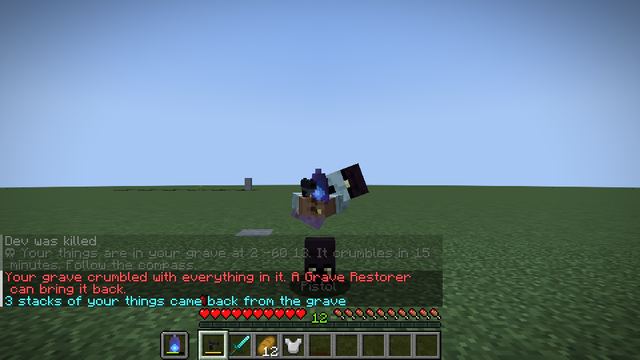 Dev was killed
Your things are in your grave at 2 -60 13. It crumbles in 15
minutes. Follow the compass.
Your grave crumbled with everything in it. A Grave Restorer
can bring it back.
Pistol
3 stacks of your things came back from the grave
12
12